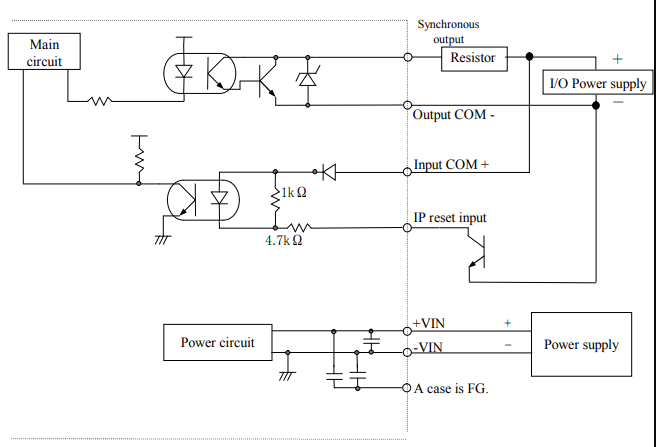 Synchronous
output
Main
circuit
Resistor
+
I/O Power supply
−
Output COM -
Input COM +
1k Ω
IP reset input
4.7k Ω
+VIN
+
Power circuit
-VIN
−
Power supply
A case is FG.